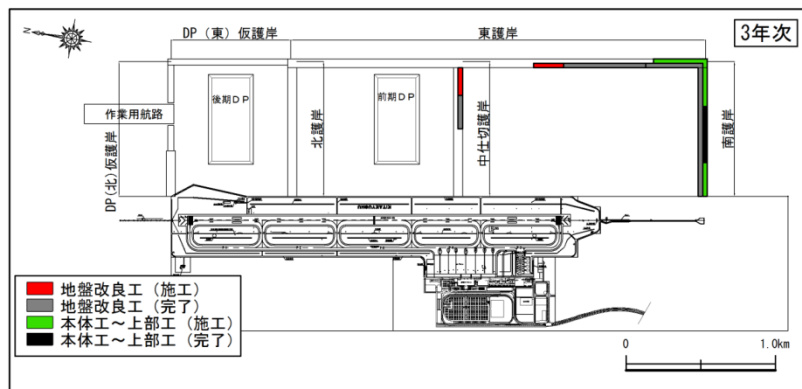 DP（東）仮護岸
東護岸
3年次
N
後期DP
前期DP
作業用航路
DP(北)仮護岸
北護岸
中仕切護岸
南護岸
KITAKYUSHU
地盤改良工（施工）
地盤改良工（完了）
本体工～上部工（施工）
本体工～上部工（完了）
0
1.0km